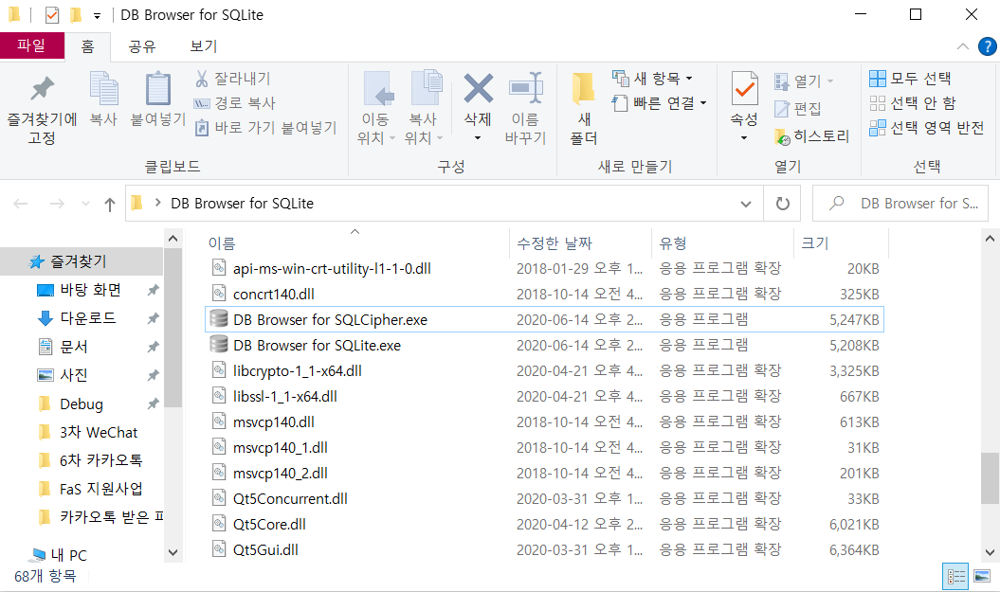 DB Browser for SQLite
파일 홈 공유 보기
즐겨찾기에 고정
복사
붙여넣기
잘라내기
경로 복사
바로 가기 붙여넣기
클립보드
이동 위치
복사 위치
삭제
이름 바꾸기
구성
새 폴더
새 항목
빠른 연결
새로 만들기
속성
열기
편집
히스토리
열기
모두 선택
선택 안 함
선택 영역 반전
선택
DB Browser for SQLite
DB Browser for S...
즐겨찾기
바탕 화면
다운로드
문서
사진
Debug
3차 WeChat
6차 카카오톡
FaS 지원사업
카카오톡 받은 파
내 PC
이름 수정한 날짜 유형 크기
api-ms-win-crt-utility-l1-1-0.dll 2018-01-29 오후 1... 응용 프로그램 확장 20KB
concrt140.dll 2018-10-14 오전 4... 응용 프로그램 확장 325KB
DB Browser for SQLCipher.exe 2020-06-14 오후 2... 응용 프로그램 5,247KB
DB Browser for SQLite.exe 2020-06-14 오후 2... 응용 프로그램 5,208KB
libcrypto-1_1-x64.dll 2020-04-21 오후 4... 응용 프로그램 확장 3,325KB
libssl-1_1-x64.dll 2020-04-21 오후 4... 응용 프로그램 확장 667KB
msvcp140.dll 2018-10-14 오전 4... 응용 프로그램 확장 613KB
msvcp140_1.dll 2018-10-14 오전 4... 응용 프로그램 확장 31KB
msvcp140_2.dll 2018-10-14 오전 4... 응용 프로그램 확장 201KB
Qt5Concurrent.dll 2020-03-31 오후 1... 응용 프로그램 확장 33KB
Qt5Core.dll 2020-04-12 오후 2... 응용 프로그램 확장 6,021KB
Qt5Gui.dll 2020-03-31 오후 1... 응용 프로그램 확장 6,364KB
68개 항목